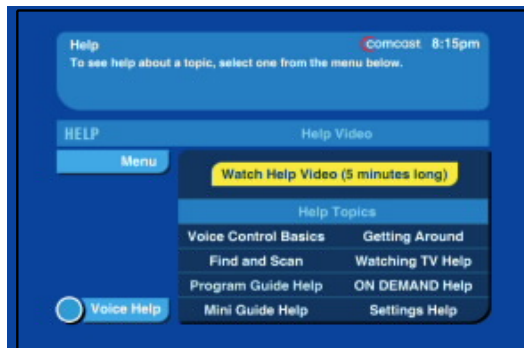 Help
Comcast 8:15pm
To see help about a topic, select one from the menu below.
HELP
Help Video
Menu
Watch Help Video (5 minutes long)
Help Topics
Voice Control Basics
Getting Around
Find and Scan
Watching TV Help
Program Guide Help
ON DEMAND Help
Voice Help
Mini Guide Help
Settings Help